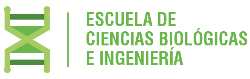 ESCUELA DE
CIENCIAS BIOLÓGICAS
E INGENIERÍA